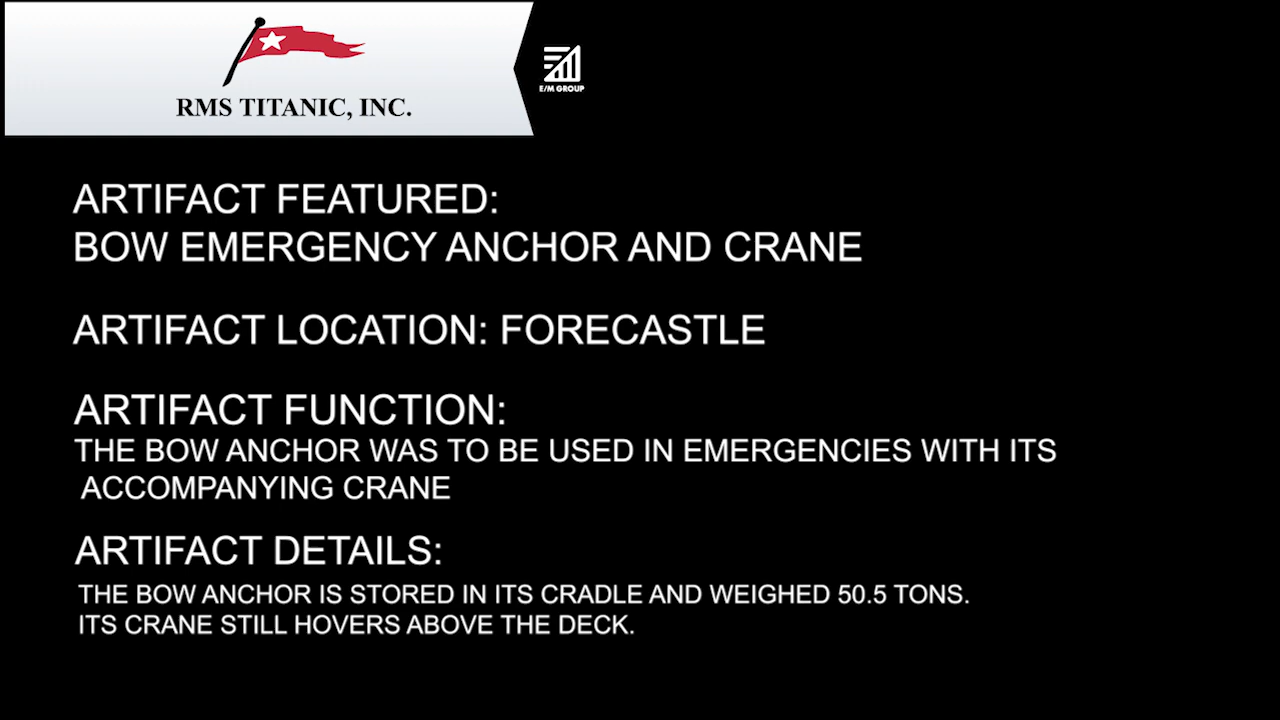 RMS TITANIC, INC.
E/M GROUP
ARTIFACT FEATURED:
BOW EMERGENCY ANCHOR AND CRANE
ARTIFACT LOCATION: FORECASTLE
ARTIFACT FUNCTION:
THE BOW ANCHOR WAS TO BE USED IN EMERGENCIES WITH ITS
ACCOMPANYING CRANE
ARTIFACT DETAILS:
THE BOW ANCHOR IS STORED IN ITS CRADLE AND WEIGHED 50.5 TONS.
ITS CRANE STILL HOVERS ABOVE THE DECK.